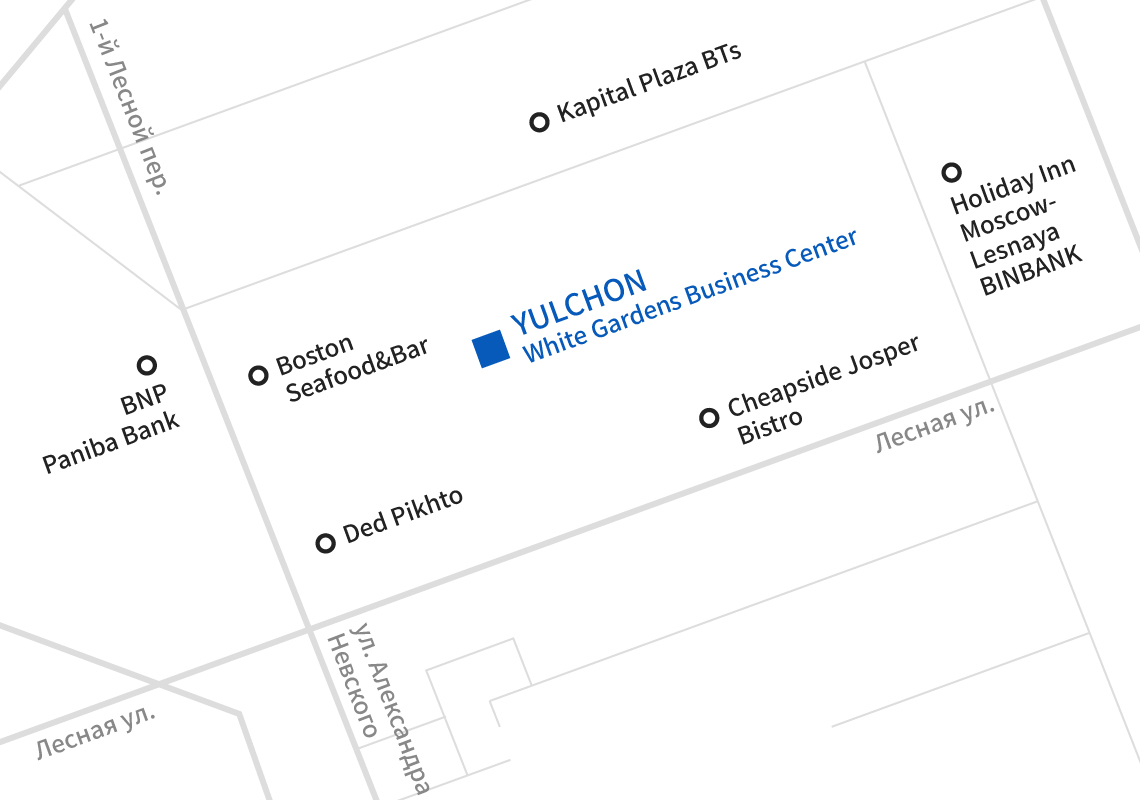 1-й Лесной пер.
Kapital Plaza BTs
Holiday Inn
Moscow-
Lesnaya
BINBANK
YULCHON
White Gardens Business Center
Boston
Seafood&Bar
BNP
Paniba Bank
Cheapside Josper
Bistro
Лесная ул.
Ded Pikhto
ул. Александра
Невского
Лесная ул.